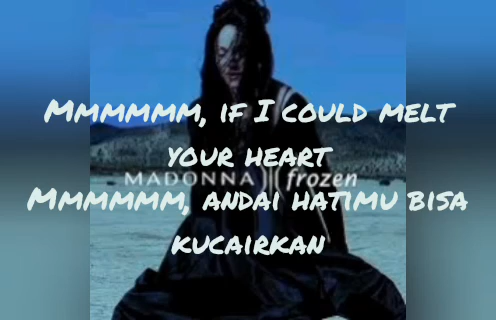 Mmmmmm, if I could melt
your heart
MADONNA || frozen
Mmmmmm, andai hatimu bisa
kucairkan